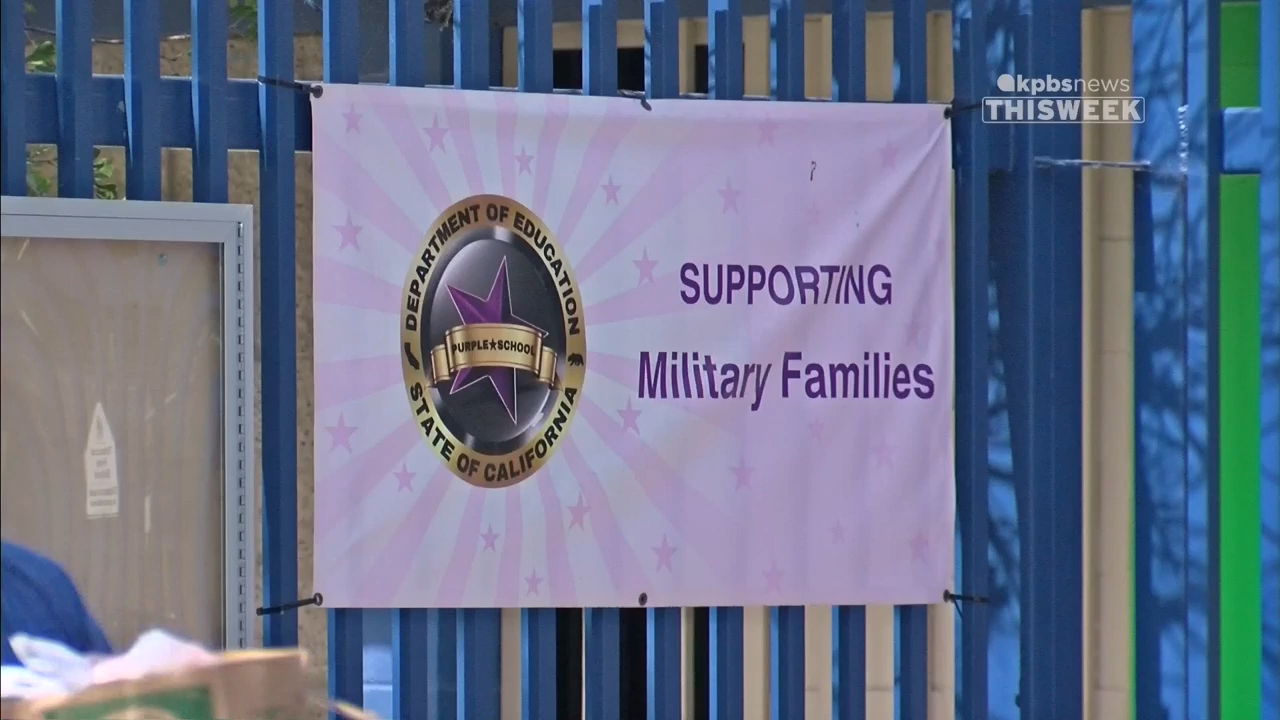 kpbsnews
THISWEEK
DEPARTMENT OF EDUCATION
PURPLE★SCHOOL
STATE OF CALIFORNIA
SUPPORTING
Military Families